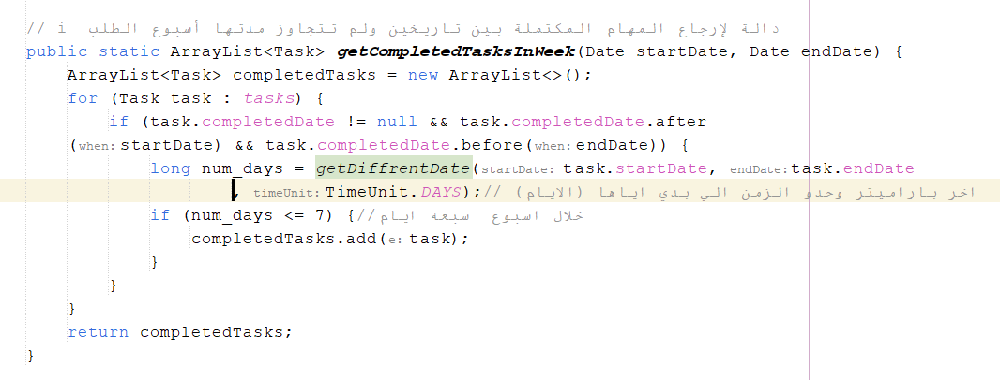 // i دالة لإرجاع المهام المكتملة بين تاريخين ولم تتجاوز مدتها أسبوع الطلب
public static ArrayList<Task> getCompletedTasksInWeek(Date startDate, Date endDate) {
ArrayList<Task> completedTasks = new ArrayList<>();
for (Task task : tasks) {
if (task.completedDate != null && task.completedDate.after
(when: startDate) && task.completedDate.before(when: endDate)) {
long num_days = getDiffrentDate(startDate: task.startDate, endDate: task.endDate
, timeUnit: TimeUnit.DAYS);// اخر باراميتر وحدو الزمن الي بدي اياها (الايام)
if (num_days <= 7) {// خلال اسبوع سبعة ايام
completedTasks.add(e: task);
}
}
}
return completedTasks;
}